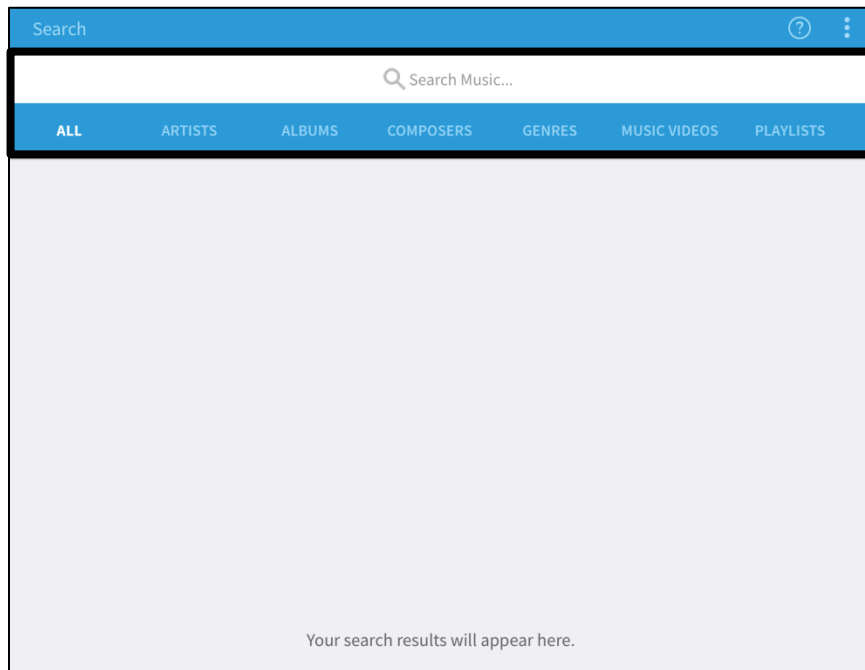 Search
Search Music...
ALL ARTISTS ALBUMS COMPOSERS GENRES MUSIC VIDEOS PLAYLISTS
Your search results will appear here.